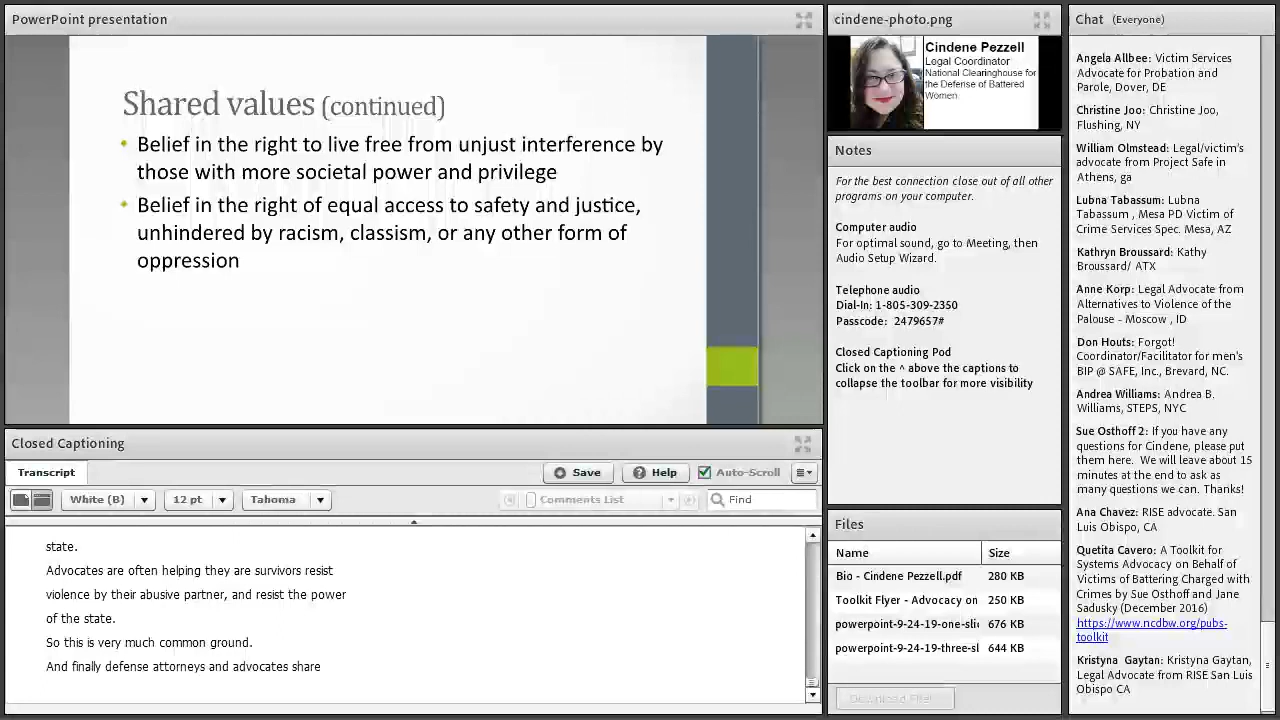 PowerPoint presentation
Shared values (continued)
Belief in the right to live free from unjust interference by
those with more societal power and privilege
Belief in the right of equal access to safety and justice,
unhindered by racism, classism, or any other form of
oppression
Closed Captioning
Transcript
Save
Help
Auto-Scroll
White (B)
12 pt
Tahoma
Comments List
Find
state.
Advocates are often helping they are survivors resist
violence by their abusive partner, and resist the power
of the state.
So this is very much common ground.
And finally defense attorneys and advocates share
cindene-photo.png
Cindene Pezzell
Legal Coordinator
National Clearinghouse for
the Defense of Battered
Women
Notes
For the best connection close out of all other
programs on your computer.
Computer audio
For optimal sound, go to Meeting, then
Audio Setup Wizard.
Telephone audio
Dial-In: 1-805-309-2350
Passcode: 2479657#
Closed Captioning Pod
Click on the ^ above the captions to
collapse the toolbar for more visibility
Files
Name Size
Bio - Cindene Pezzell.pdf 280 KB
Toolkit Flyer - Advocacy on 250 KB
powerpoint-9-24-19-one-sli 676 KB
powerpoint-9-24-19-three-sl 644 KB
Download File!
Chat (Everyone)
Angela Allbee: Victim Services
Advocate for Probation and
Parole, Dover, DE
Christine Joo: Christine Joo,
Flushing, NY
William Olmstead: Legal/victim's
advocate from Project Safe in
Athens, ga
Lubna Tabassum: Lubna
Tabassum , Mesa PD Victim of
Crime Services Spec. Mesa, AZ
Kathryn Broussard: Kathy
Broussard/ ATX
Anne Korp: Legal Advocate from
Alternatives to Violence of the
Palouse - Moscow , ID
Don Houts: Forgot!
Coordinator/Facilitator for men's
BIP @ SAFE, Inc., Brevard, NC.
Andrea Williams: Andrea B.
Williams, STEPS, NYC
Sue Osthoff 2: If you have any
questions for Cindene, please put
them here. We will leave about 15
minutes at the end to ask as
many questions we can. Thanks!
Ana Chavez: RISE advocate. San
Luis Obispo, CA
Quetita Cavero: A Toolkit for
Systems Advocacy on Behalf of
Victims of Battering Charged with
Crimes by Sue Osthoff and Jane
Sadusky (December 2016)
https://www.ncdbw.org/pubs-
toolkit
Kristyna Gaytan: Kristyna Gaytan,
Legal Advocate from RISE San Luis
Obispo CA